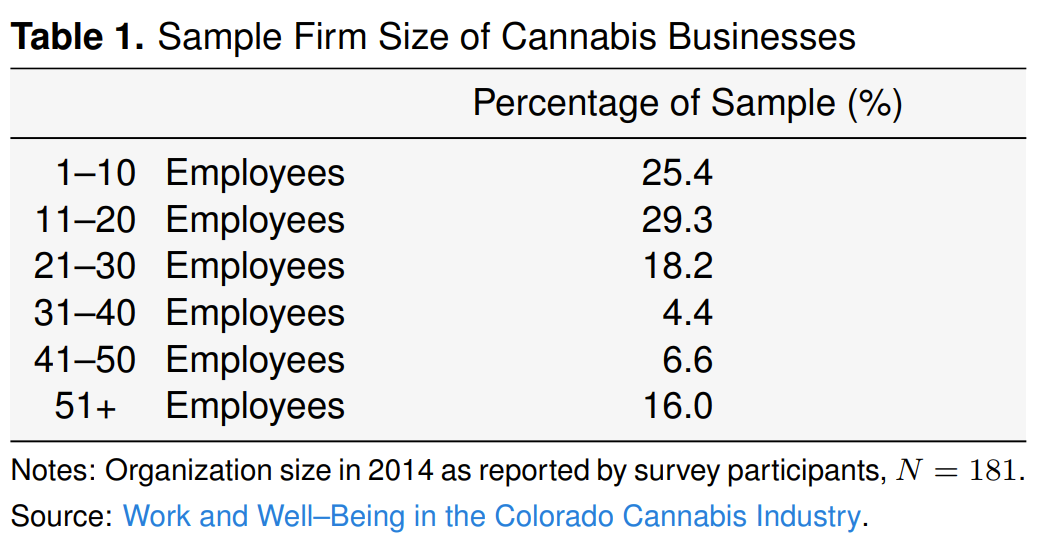 Table 1. Sample Firm Size of Cannabis Businesses
Percentage of Sample (%)
1–10 Employees 25.4
11–20 Employees 29.3
21–30 Employees 18.2
31–40 Employees 4.4
41–50 Employees 6.6
51+ Employees 16.0
Notes: Organization size in 2014 as reported by survey participants, N = 181.
Source: Work and Well–Being in the Colorado Cannabis Industry.